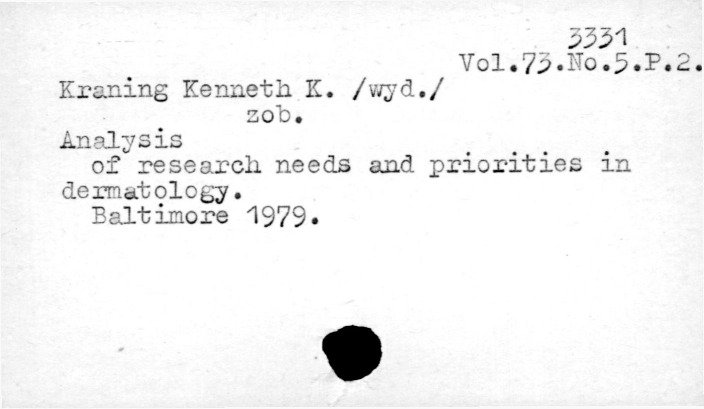 3331
Vol.73.No.5.P.2.
Kraning Kenneth K. /wyd./
zob.
Analysis
of research needs and priorities in
dermatology.
Baltimore 1979.